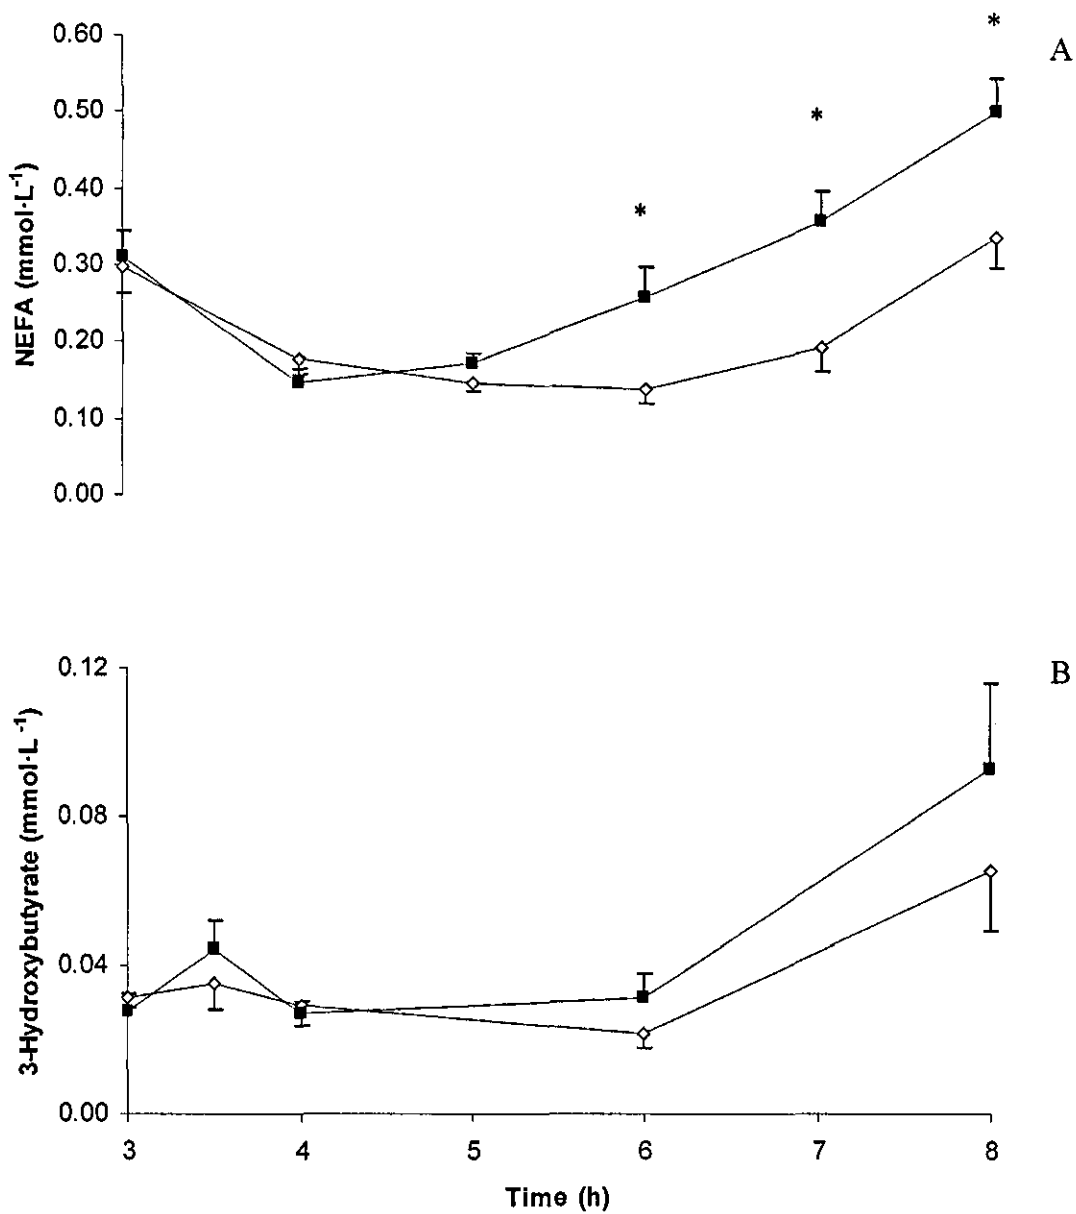 *
0.60
A
0.50
*
0.40
*
NEFA (mmol·L⁻¹)
0.30
0.20
0.10
0.00
0.12
B
3-Hydroxybutyrate (mmol·L⁻¹)
0.08
0.04
0.00
3 4 5 6 7 8
Time (h)